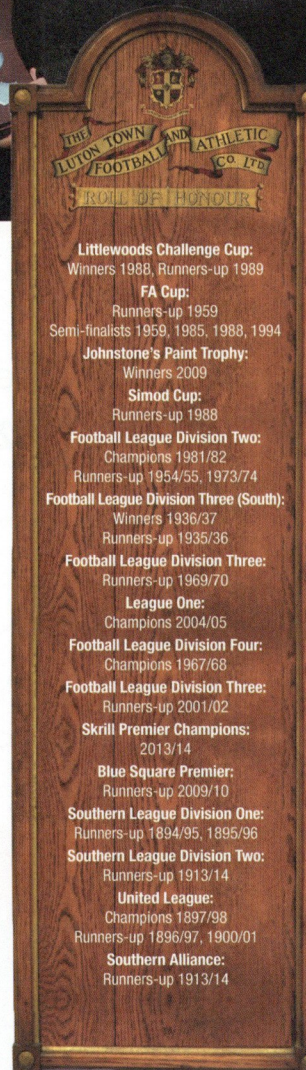 THE
LUTON TOWN AND ATHLETIC
FOOTBALL CO. LTD
ROLL OF HONOUR
Littlewoods Challenge Cup:
Winners 1988, Runners-up 1989
FA Cup:
Runners-up 1959
Semi-finalists 1959, 1985, 1988, 1994
Johnstone's Paint Trophy:
Winners 2009
Simod Cup:
Runners-up 1988
Football League Division Two:
Champions 1981/82
Runners-up 1954/55, 1973/74
Football League Division Three (South):
Winners 1936/37
Runners-up 1935/36
Football League Division Three:
Runners-up 1969/70
League One:
Champions 2004/05
Football League Division Four:
Champions 1967/68
Football League Division Three:
Runners-up 2001/02
Skrill Premier Champions:
2013/14
Blue Square Premier:
Runners-up 2009/10
Southern League Division One:
Runners-up 1894/95, 1895/96
Southern League Division Two:
Runners-up 1913/14
United League:
Champions 1897/98
Runners-up 1896/97, 1900/01
Southern Alliance:
Runners-up 1913/14